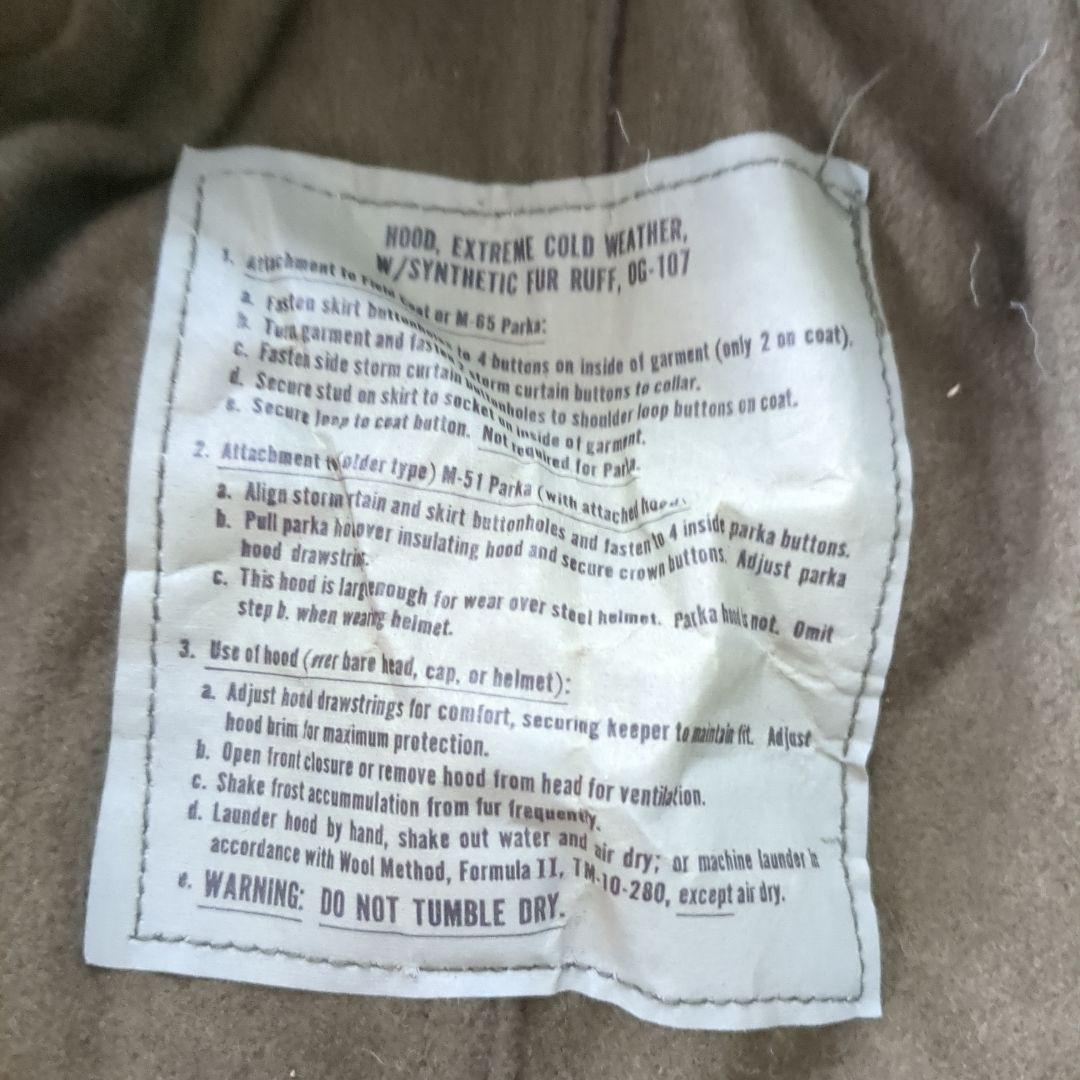 HOOD, EXTREME COLD WEATHER,
W/SYNTHETIC FUR RUFF, OG-107
1. Attachment to Field Coat or M-65 Parka:
a. Fasten skirt buttonholes to 4 buttons on inside of garment (only 2 on coat).
b. Turn garment and fasten storm curtain buttons to collar.
c. Fasten side storm curtain buttonholes to shoulder loop buttons on coat.
d. Secure stud on skirt to socket on inside of garment.
e. Secure loop to coat button. Not required for Parka.
2. Attachment to (older type) M-51 Parka (with attached hood):
a. Align storm curtain and skirt buttonholes and fasten to 4 inside parka buttons.
b. Pull parka hood over insulating hood and secure crown buttons. Adjust parka
hood drawstring.
c. This hood is large enough for wear over steel helmet. Parka hood is not. Omit
step b. when wearing helmet.
3. Use of hood (over bare head, cap, or helmet):
a. Adjust hood drawstrings for comfort, securing keeper to maintain fit. Adjust
hood brim for maximum protection.
b. Open front closure or remove hood from head for ventilation.
c. Shake frost accummulation from fur frequently.
d. Launder hood by hand, shake out water and air dry; or machine launder in
accordance with Wool Method, Formula II, TM-10-280, except air dry.
e. WARNING: DO NOT TUMBLE DRY.